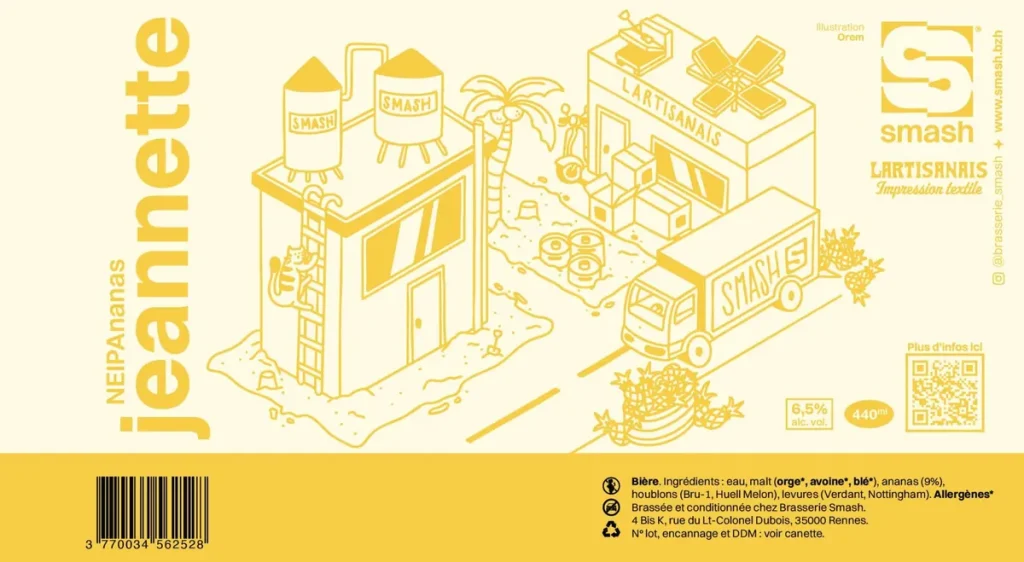 NEIPAnanas
jeannette
SMASH
SMASH
LARTISANAIS
SMASH S
Illustration
Orom
S
smash
LARTISANAIS
Impression textile
@brasserie_smash + www.smash.bzh
Plus d'infos ici
6,5%
alc. vol.
440ml
3 770034 562528
Bière. Ingrédients : eau, malt (orge*, avoine*, blé*), ananas (9%),
houblons (Bru-1, Huell Melon), levures (Verdant, Nottingham). Allergènes*
Brassée et conditionnée chez Brasserie Smash.
4 Bis K, rue du Lt-Colonel Dubois, 35000 Rennes.
N° lot, encannage et DDM : voir canette.